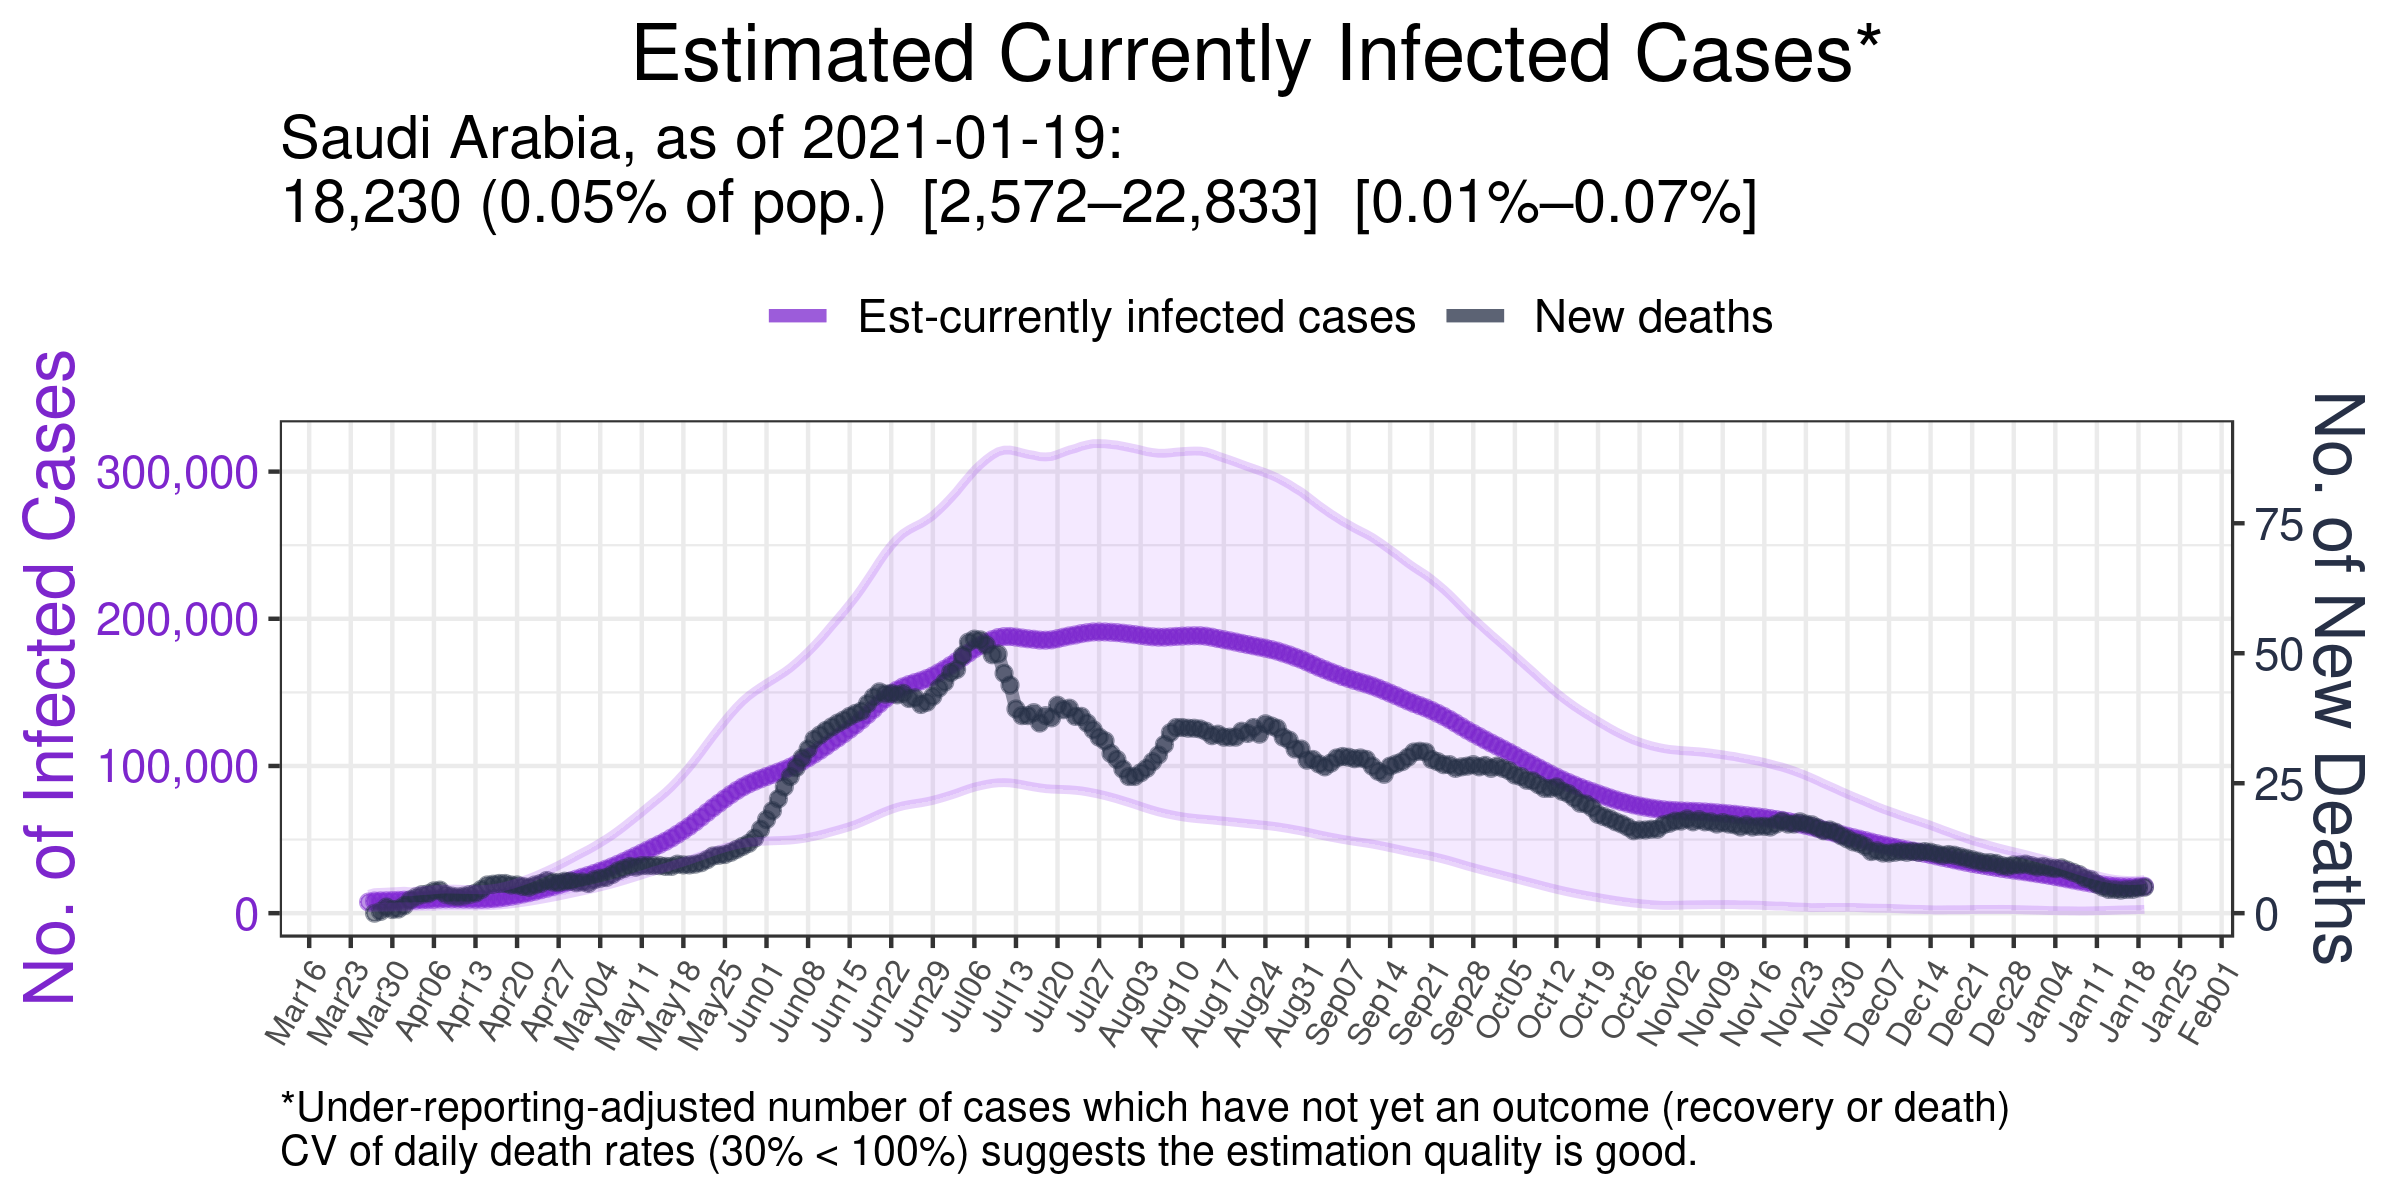 Estimated Currently Infected Cases*
Saudi Arabia, as of 2021-01-19:
18,230 (0.05% of pop.) [2,572–22,833] [0.01%–0.07%]
Est-currently infected cases
New deaths
No. of Infected Cases
300,000
200,000
100,000
0
No. of New Deaths
75
50
25
0
Mar16
Mar23
Mar30
Apr06
Apr13
Apr20
Apr27
May04
May11
May18
May25
Jun01
Jun08
Jun15
Jun22
Jun29
Jul06
Jul13
Jul20
Jul27
Aug03
Aug10
Aug17
Aug24
Aug31
Sep07
Sep14
Sep21
Sep28
Oct05
Oct12
Oct19
Oct26
Nov02
Nov09
Nov16
Nov23
Nov30
Dec07
Dec14
Dec21
Dec28
Jan04
Jan11
Jan18
Jan25
Feb01
*Under-reporting-adjusted number of cases which have not yet an outcome (recovery or death)
CV of daily death rates (30% < 100%) suggests the estimation quality is good.